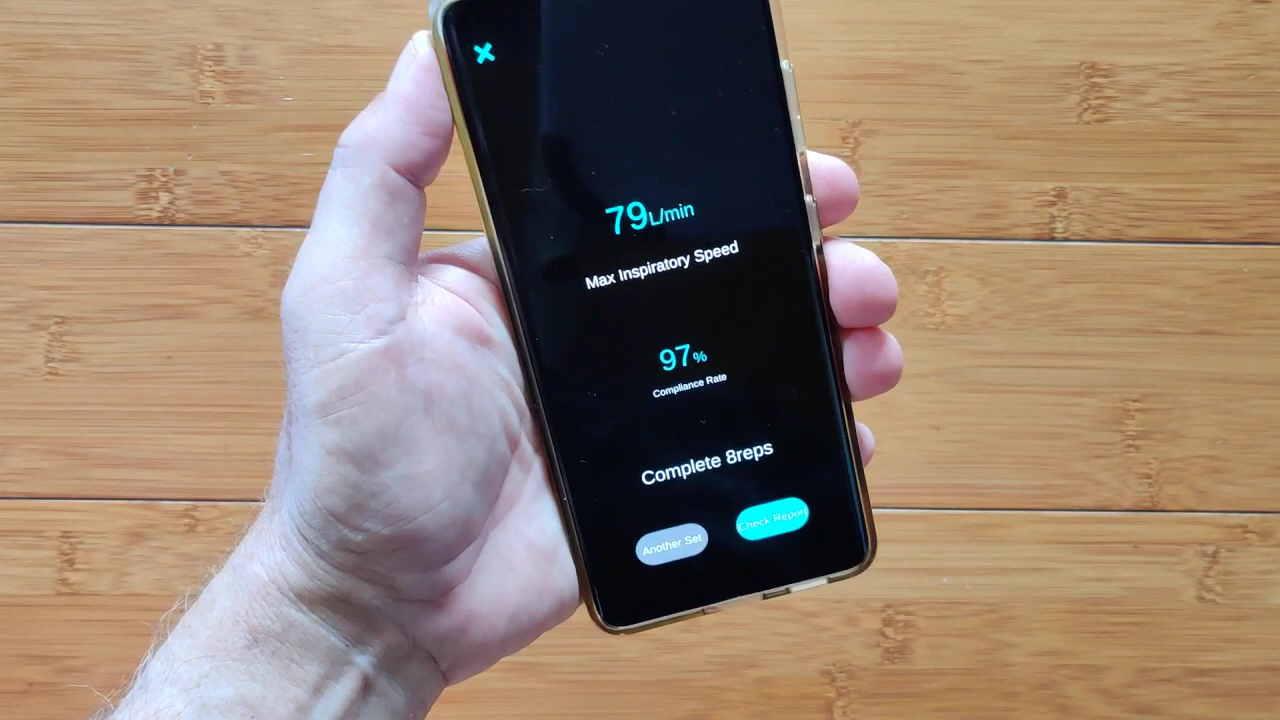 79L/min
Max Inspiratory Speed
97%
Compliance Rate
Complete 8reps
Another Set
Check Report